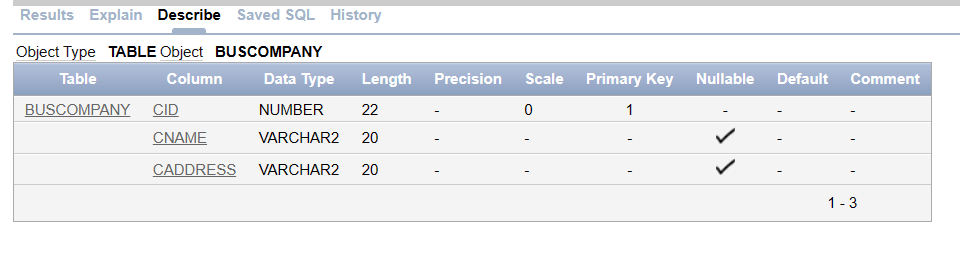 Results Explain Describe Saved SQL History
Object Type TABLE Object BUSCOMPANY
Table Column Data Type Length Precision Scale Primary Key Nullable Default Comment
BUSCOMPANY CID NUMBER 22 - 0 1 - - -
CNAME VARCHAR2 20 - - - ✓ - -
CADDRESS VARCHAR2 20 - - - ✓ - -
1 - 3